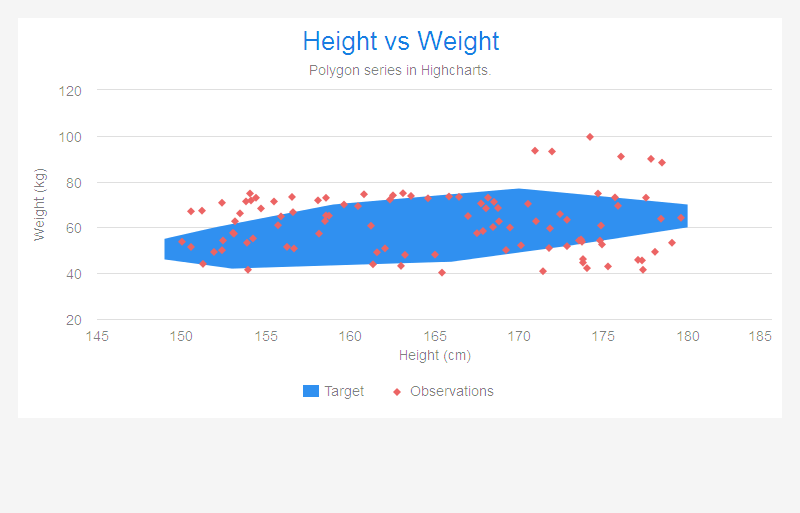 Height vs Weight
Polygon series in Highcharts.
Weight (kg)
120
100
80
60
40
20
145 150 155 160 165 170 175 180 185
Height (cm)
Target Observations